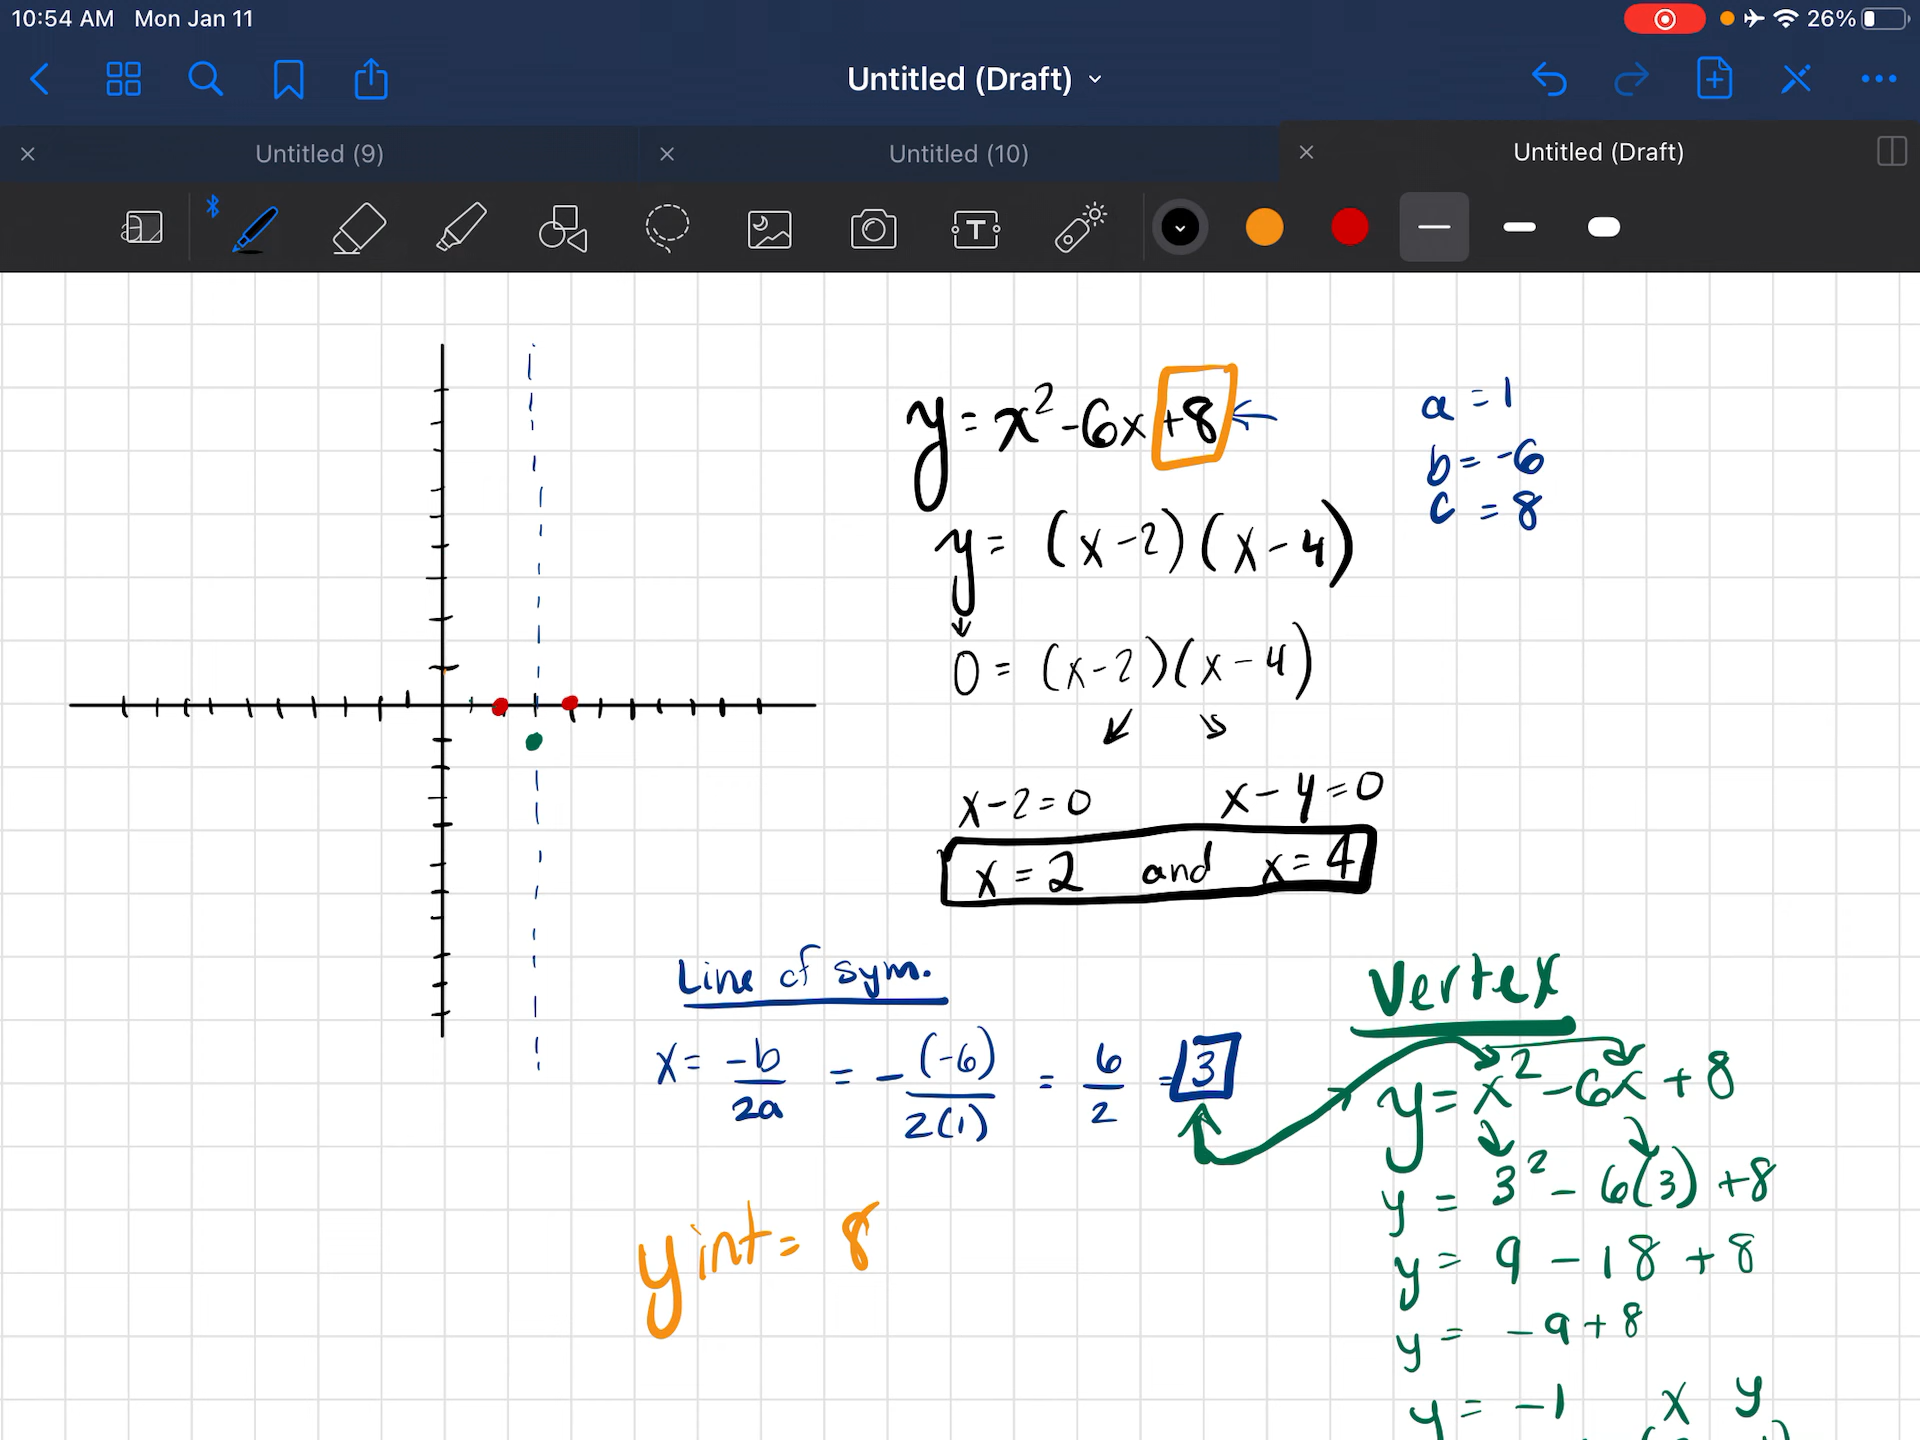 10:54 AM Mon Jan 11
26%
Untitled (Draft)
Untitled (9)
Untitled (10)
Untitled (Draft)
y = x² -6x +8
a = 1
b = -6
c = 8
y = (x-2)(x-4)
0 = (x-2)(x-4)
x-2=0 x-4=0
x = 2 and x = 4
Line of sym.
x = -b/2a = -(-6)/2(1) = 6/2 = 3
y int = 8
Vertex
y = x² -6x + 8
y = 3² - 6(3) +8
y = 9 - 18 + 8
y = -9+8
y = -1 x y